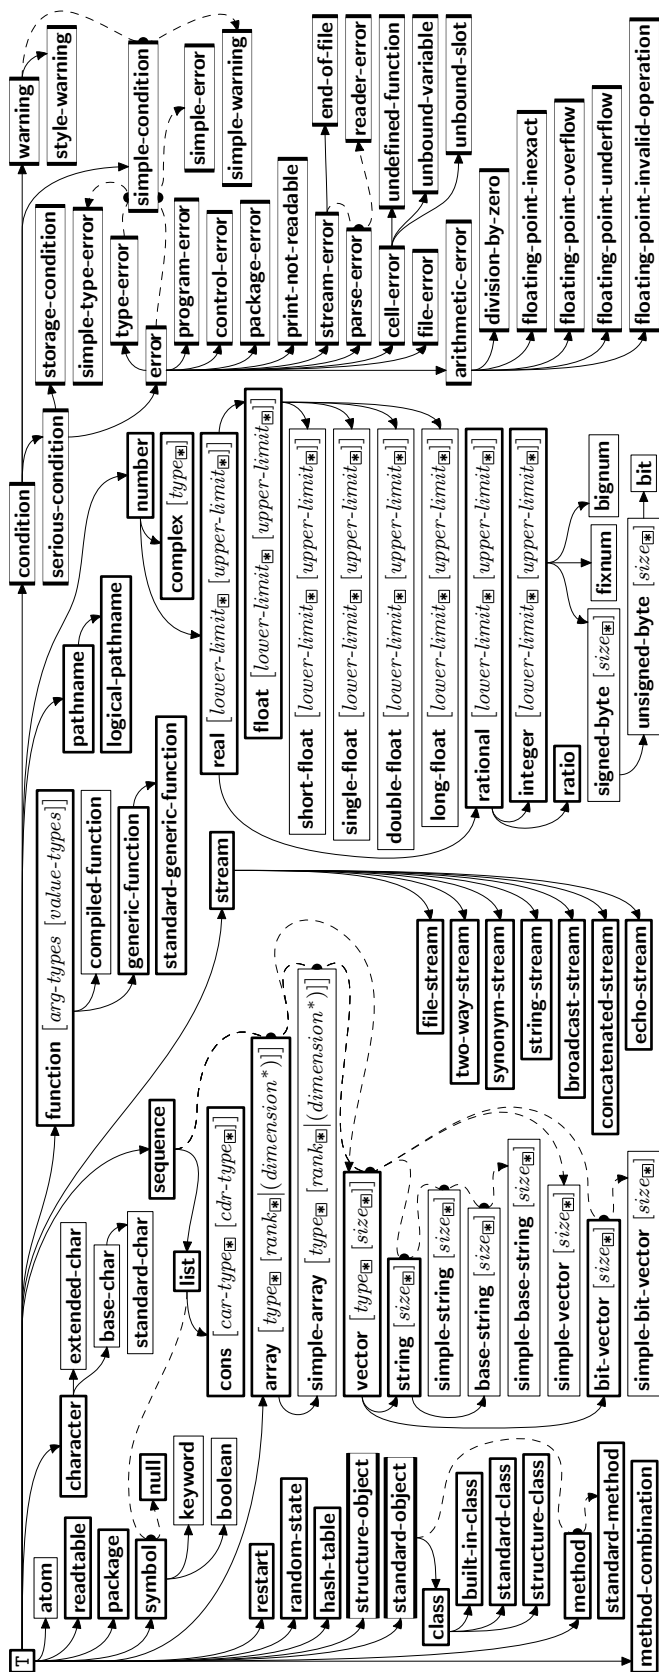 T
atom
readtable
package
symbol
null
keyword
boolean
restart
random-state
hash-table
structure-object
standard-object
class
built-in-class
standard-class
structure-class
method
standard-method
method-combination
character
extended-char
base-char
standard-char
sequence
list
cons [car-type* [cdr-type*]]
array [type* [rank*|(dimension*)]]
simple-array [type* [rank*|(dimension*)]]
vector [type* [size*]]
string [size*]
simple-string [size*]
base-string [size*]
simple-base-string [size*]
simple-vector [size*]
bit-vector [size*]
simple-bit-vector [size*]
function [arg-types [value-types]]
compiled-function
generic-function
standard-generic-function
stream
file-stream
two-way-stream
synonym-stream
string-stream
broadcast-stream
concatenated-stream
echo-stream
pathname
logical-pathname
number
complex [type*]
real [lower-limit* [upper-limit*]]
float [lower-limit* [upper-limit*]]
short-float [lower-limit* [upper-limit*]]
single-float [lower-limit* [upper-limit*]]
double-float [lower-limit* [upper-limit*]]
long-float [lower-limit* [upper-limit*]]
rational [lower-limit* [upper-limit*]]
integer [lower-limit* [upper-limit*]]
ratio
fixnum
bignum
signed-byte [size*]
unsigned-byte [size*]
bit
condition
serious-condition
storage-condition
simple-type-error
type-error
error
program-error
control-error
package-error
print-not-readable
stream-error
parse-error
cell-error
file-error
arithmetic-error
warning
style-warning
simple-condition
simple-error
simple-warning
end-of-file
reader-error
undefined-function
unbound-variable
unbound-slot
division-by-zero
floating-point-inexact
floating-point-overflow
floating-point-underflow
floating-point-invalid-operation